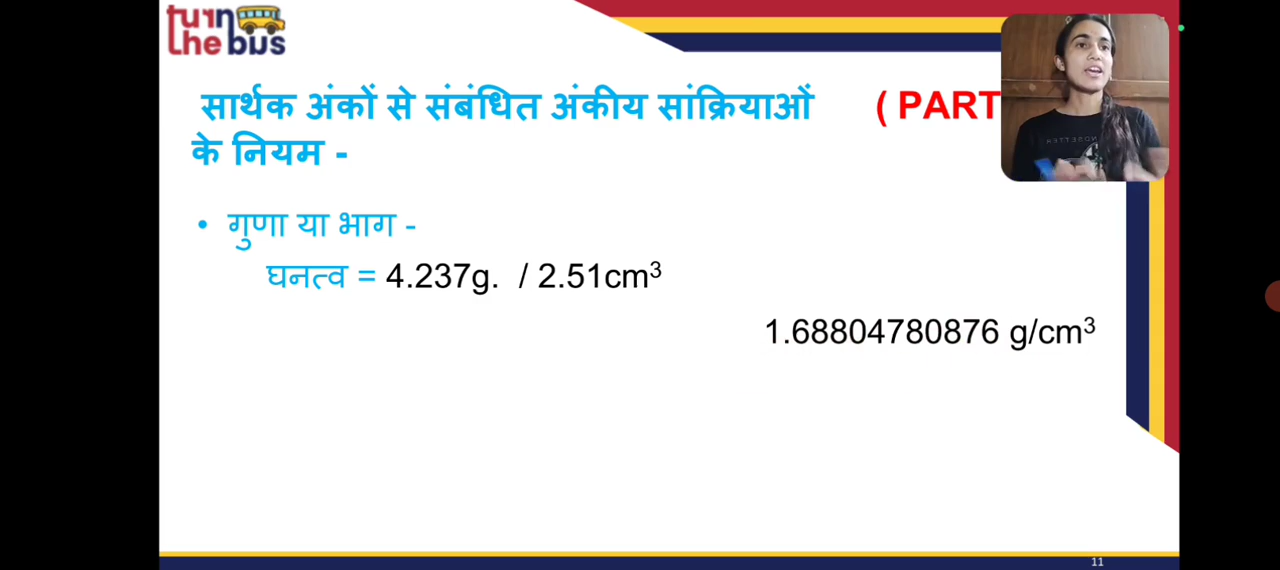 turn
the bus
सार्थक अंकों से संबंधित अंकीय सांक्रियाओं ( PART
के नियम -
• गुणा या भाग -
घनत्व = 4.237g. / 2.51cm³
1.68804780876 g/cm³
11